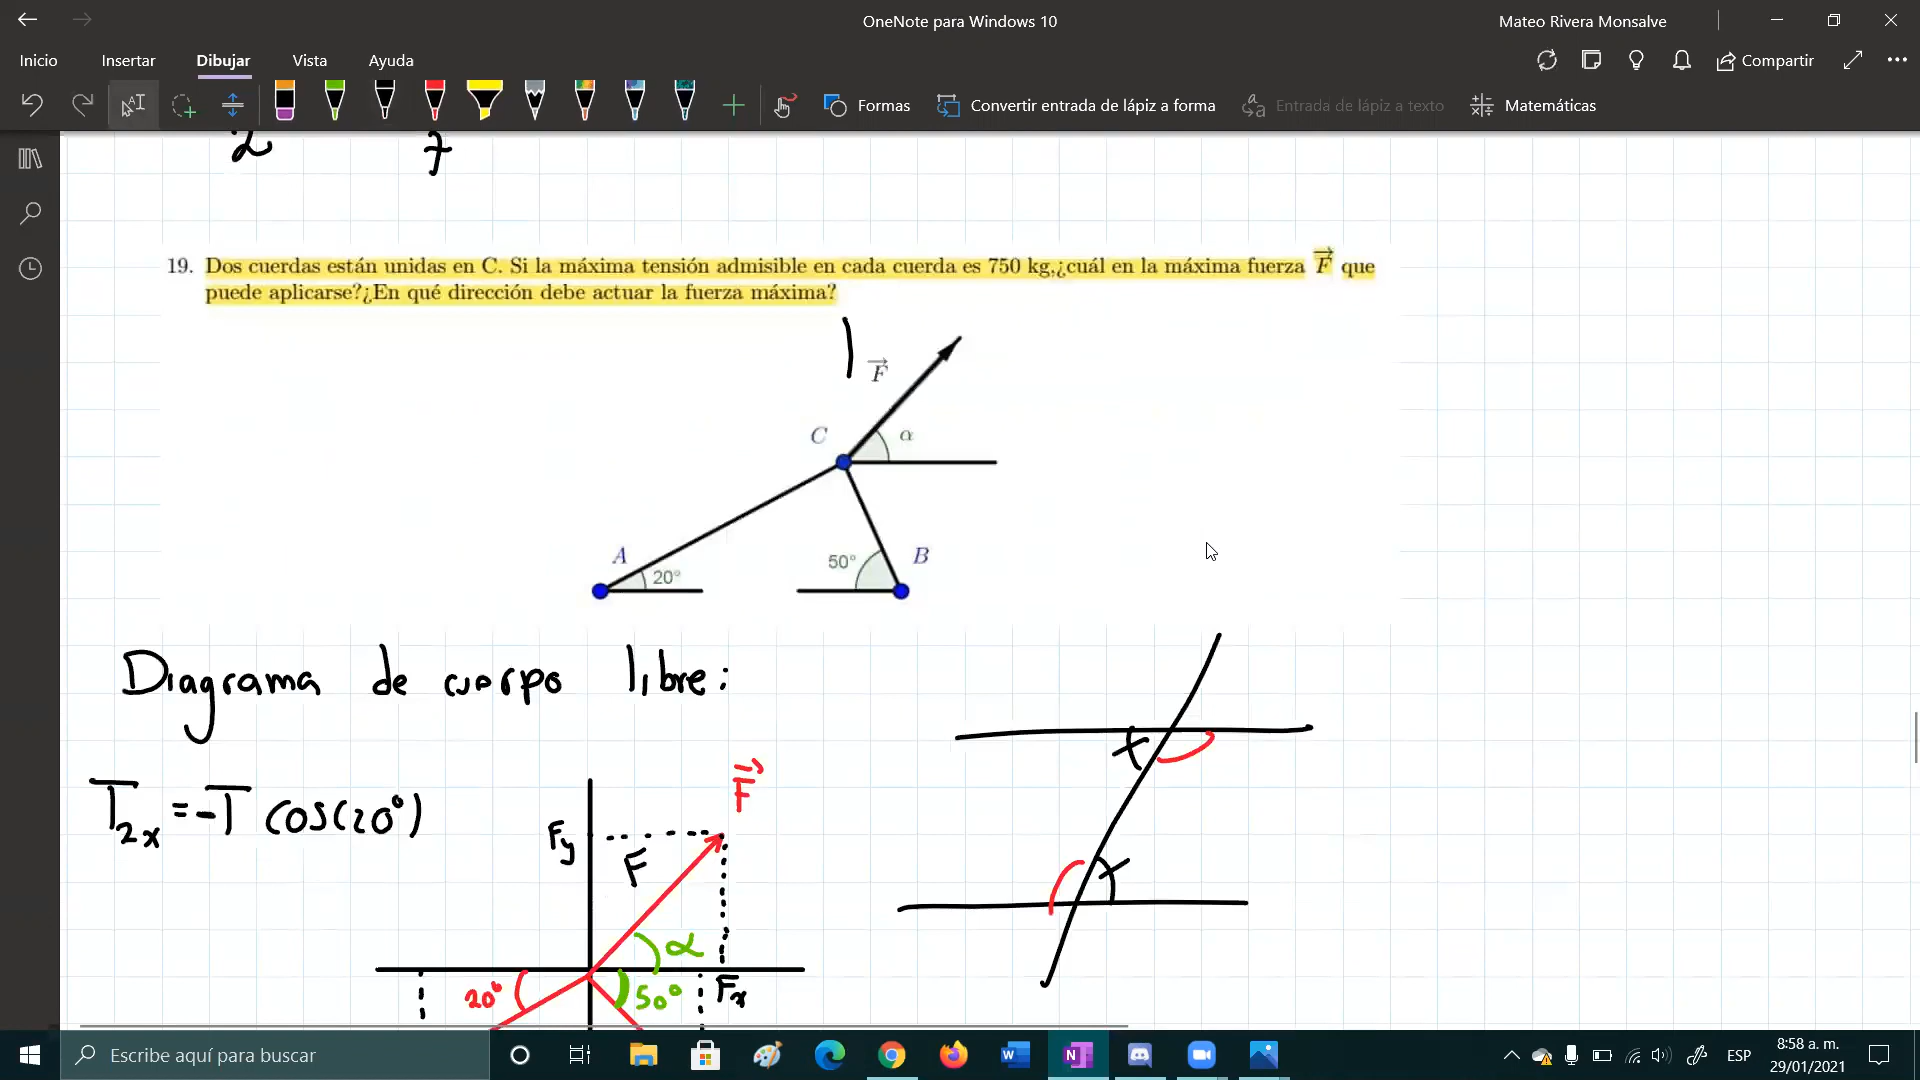 OneNote para Windows 10
Mateo Rivera Monsalve
Inicio Insertar Dibujar Vista Ayuda
Compartir
Formas
Convertir entrada de lápiz a forma
Entrada de lápiz a texto
Matemáticas
2 7
19. Dos cuerdas están unidas en C. Si la máxima tensión admisible en cada cuerda es 750 kg,¿cuál en la máxima fuerza F⃗ que
puede aplicarse?¿En qué dirección debe actuar la fuerza máxima?
F⃗
C α
A 20° 50° B
Diagrama de cuerpo libre:
T₂ₓ = -T cos(20°)
F⃗
Fy
F
x
x
α
20° 50° Fx
Escribe aquí para buscar
ESP
8:58 a. m.
29/01/2021